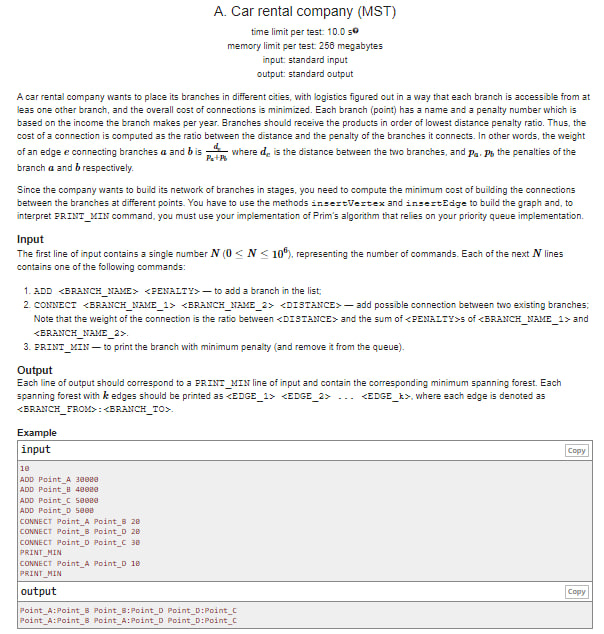 A. Car rental company (MST)
time limit per test: 10.0 s
memory limit per test: 256 megabytes
input: standard input
output: standard output
A car rental company wants to place its branches in different cities, with logistics figured out in a way that each branch is accessible from at
leas one other branch, and the overall cost of connections is minimized. Each branch (point) has a name and a penalty number which is
based on the income the branch makes per year. Branches should receive the products in order of lowest distance penalty ratio. Thus, the
cost of a connection is computed as the ratio between the distance and the penalty of the branches it connects. In other words, the weight
of an edge e connecting branches a and b is d_e/(p_a+p_b) where d_e is the distance between the two branches, and p_a, p_b the penalties of the
branch a and b respectively.
Since the company wants to build its network of branches in stages, you need to compute the minimum cost of building the connections
between the branches at different points. You have to use the methods insertVertex and insertEdge to build the graph and, to
interpret PRINT_MIN command, you must use your implementation of Prim's algorithm that relies on your priority queue implementation.
Input
The first line of input contains a single number N (0 ≤ N ≤ 10^6), representing the number of commands. Each of the next N lines
contains one of the following commands:
1. ADD <BRANCH_NAME> <PENALTY> — to add a branch in the list;
2. CONNECT <BRANCH_NAME_1> <BRANCH_NAME_2> <DISTANCE> — add possible connection between two existing branches;
Note that the weight of the connection is the ratio between <DISTANCE> and the sum of <PENALTY>s of <BRANCH_NAME_1> and
<BRANCH_NAME_2>.
3. PRINT_MIN — to print the branch with minimum penalty (and remove it from the queue).
Output
Each line of output should correspond to a PRINT_MIN line of input and contain the corresponding minimum spanning forest. Each
spanning forest with k edges should be printed as <EDGE_1> <EDGE_2> ... <EDGE_k>, where each edge is denoted as
<BRANCH_FROM>:<BRANCH_TO>.
Example
input
Copy
10
ADD Point_A 30000
ADD Point_B 40000
ADD Point_C 50000
ADD Point_D 5000
CONNECT Point_A Point_B 20
CONNECT Point_B Point_D 20
CONNECT Point_D Point_C 30
PRINT_MIN
CONNECT Point_A Point_D 10
PRINT_MIN
output
Copy
Point_A:Point_B Point_B:Point_D Point_D:Point_C
Point_A:Point_B Point_A:Point_D Point_D:Point_C